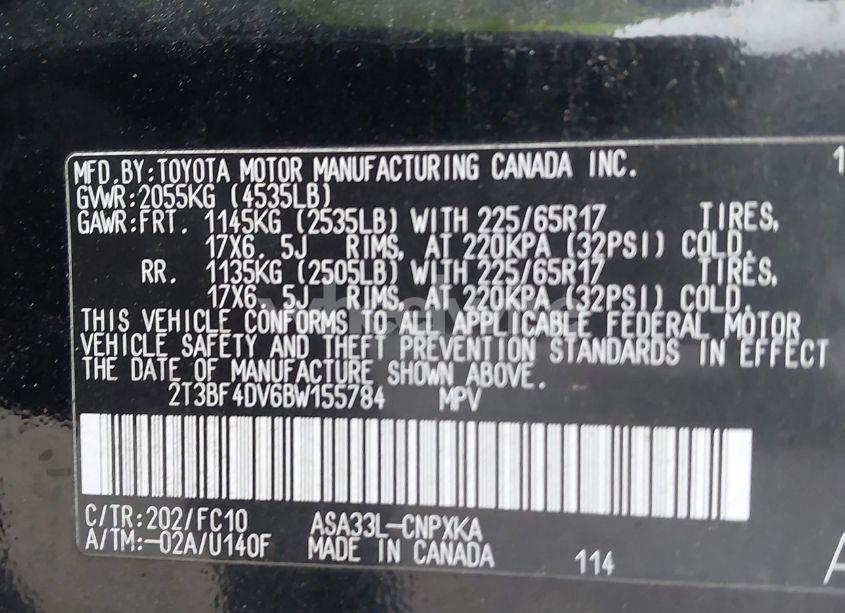 MFD.BY:TOYOTA MOTOR MANUFACTURING CANADA INC. 1
GVWR:2055KG (4535LB)
GAWR:FRT. 1145KG (2535LB) WITH 225/65R17 TIRES,
17X6. 5J RIMS, AT 220KPA (32PSI) COLD.
RR. 1135KG (2505LB) WITH 225/65R17 TIRES,
17X6. 5J RIMS, AT 220KPA (32PSI) COLD.
THIS VEHICLE CONFORMS TO ALL APPLICABLE FEDERAL MOTOR
VEHICLE SAFETY AND THEFT PREVENTION STANDARDS IN EFFECT
THE DATE OF MANUFACTURE SHOWN ABOVE.
2T3BF4DV6BW155784 MPV
C/TR:202/FC10 ASA33L-CNPXKA
A/TM:-02A/U140F MADE IN CANADA 114